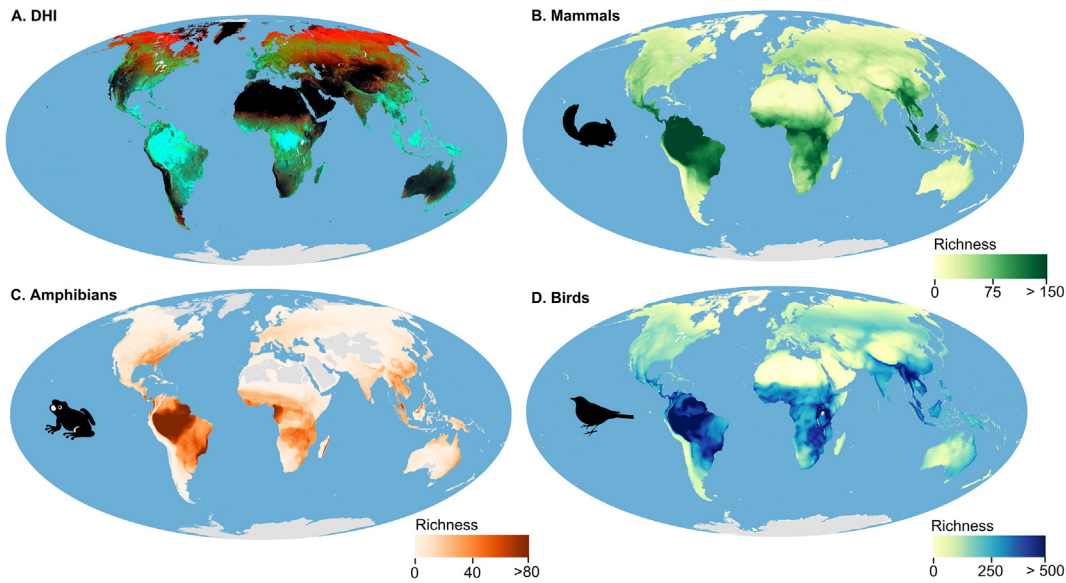 A. DHI
B. Mammals
Richness
0 75 > 150
C. Amphibians
D. Birds
Richness
0 40 >80
Richness
0 250 > 500